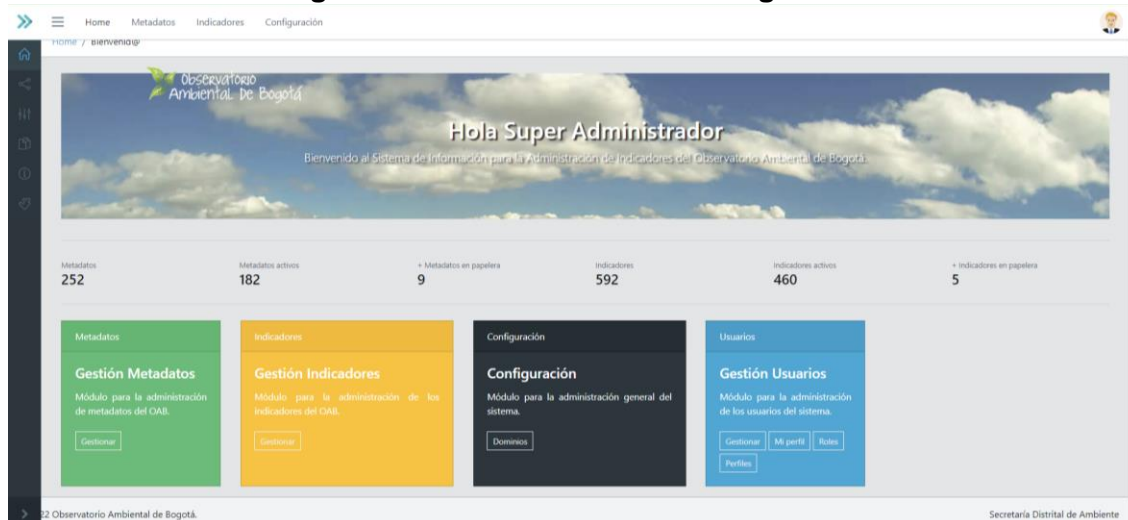 Home Metadatos Indicadores Configuración
Home / Bienvenid@
Observatorio
Ambiental De Bogotá
Hola Super Administrador
Bienvenido al Sistema de Información para la Administración de Indicadores del Observatorio Ambiental de Bogotá.
Metadatos
252
Metadatos activos
182
+ Metadatos en papelera
9
Indicadores
592
Indicadores activos
460
+ Indicadores en papelera
5
Metadatos
Gestión Metadatos
Módulo para la administración
de metadatos del OAB.
Gestionar
Indicadores
Gestión Indicadores
Módulo para la administración de los
indicadores del OAB.
Gestionar
Configuración
Configuración
Módulo para la administración general del
sistema.
Dominios
Usuarios
Gestión Usuarios
Módulo para la administración
de los usuarios del sistema.
Gestionar Mi perfil Roles
Perfiles
22 Observatorio Ambiental de Bogotá.
Secretaría Distrital de Ambiente